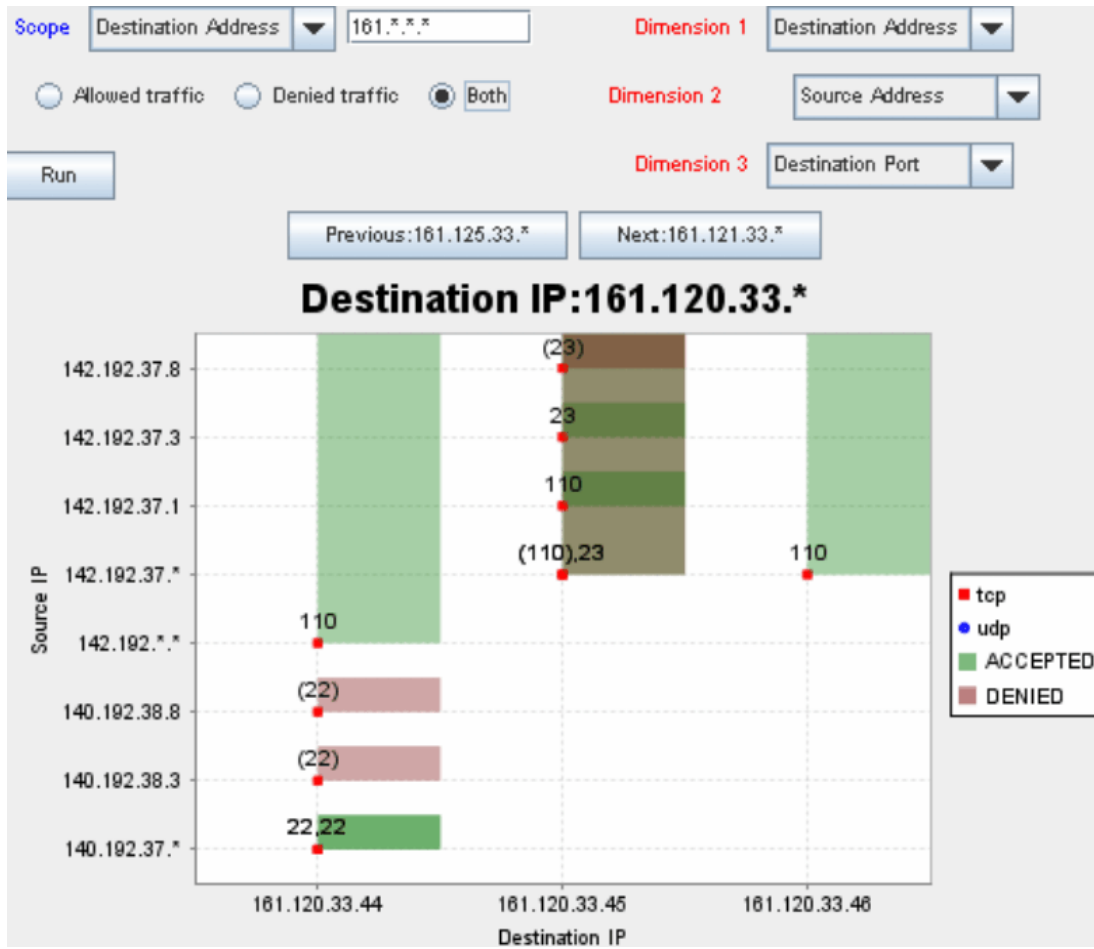 Scope Destination Address 161.*.*.* Dimension 1 Destination Address
Allowed traffic Denied traffic Both Dimension 2 Source Address
Run Dimension 3 Destination Port
Previous:161.125.33.* Next:161.121.33.*
Destination IP:161.120.33.*
(23)
142.192.37.8
23
142.192.37.3
110
142.192.37.1
(110),23 110
142.192.37.*
110
142.192.*.*
(22)
140.192.38.8
(22)
140.192.38.3
22,22
140.192.37.*
Source IP
161.120.33.44 161.120.33.45 161.120.33.46
Destination IP
tcp
udp
ACCEPTED
DENIED